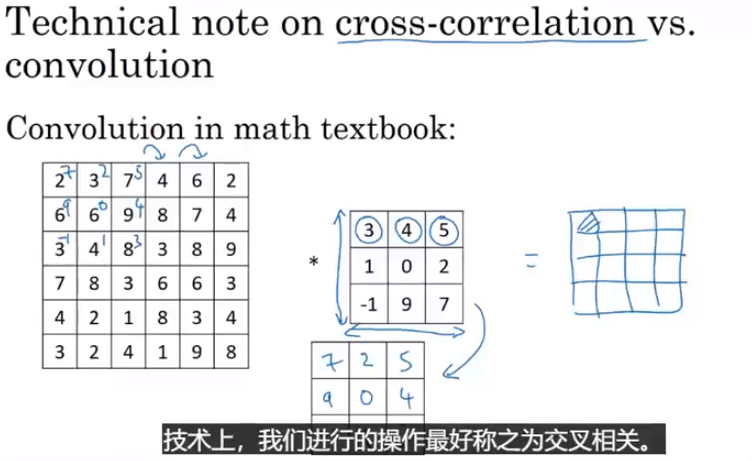 Technical note on cross-correlation vs.
convolution
Convolution in math textbook:
2 7 3 2 7 5 4 6 2
6 9 6 0 9 4 8 7 4
3 -1 4 1 8 3 3 8 9
7 8 3 6 6 3
4 2 1 8 3 4
3 2 4 1 9 8
*
3 4 5
1 0 2
-1 9 7
=
7 2 5
9 0 4
技术上，我们进行的操作最好称之为交叉相关。